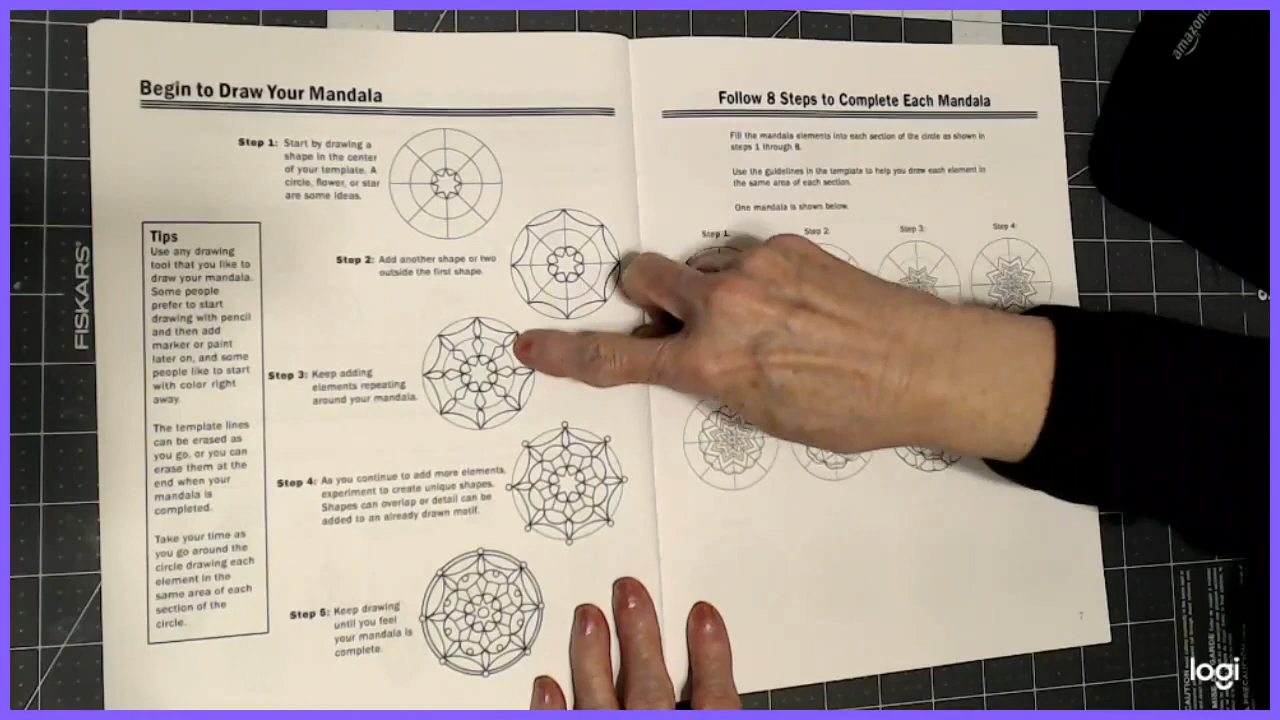 Begin to Draw Your Mandala
Step 1: Start by drawing a
shape in the center
of your template. A
circle, flower, or star
are some ideas.
Step 2: Add another shape or two
outside the first shape.
Step 3: Keep adding
elements repeating
around your mandala.
Step 4: As you continue to add more elements,
experiment to create unique shapes.
Shapes can overlap or detail can be
added to an already drawn motif.
Step 5: Keep drawing
until you feel
your mandala is
complete.
Tips
Use any drawing
tool that you like to
draw your mandala.
Some people
prefer to start
drawing with pencil
and then add
marker or paint
later on, and some
people like to start
with color right
away.
The template lines
can be erased as
you go, or you can
erase them at the
end when your
mandala is
completed.
Take your time as
you go around the
circle drawing each
element in the
same area of each
section of the
circle.
Follow 8 Steps to Complete Each Mandala
Fill the mandala elements into each section of the circle as shown in
steps 1 through 8.
Use the guidelines in the template to help you draw each element in
the same area of each section.
One mandala is shown below.
Step 1:
Step 2:
Step 3:
Step 4:
7
FISKARS
amazon
logi